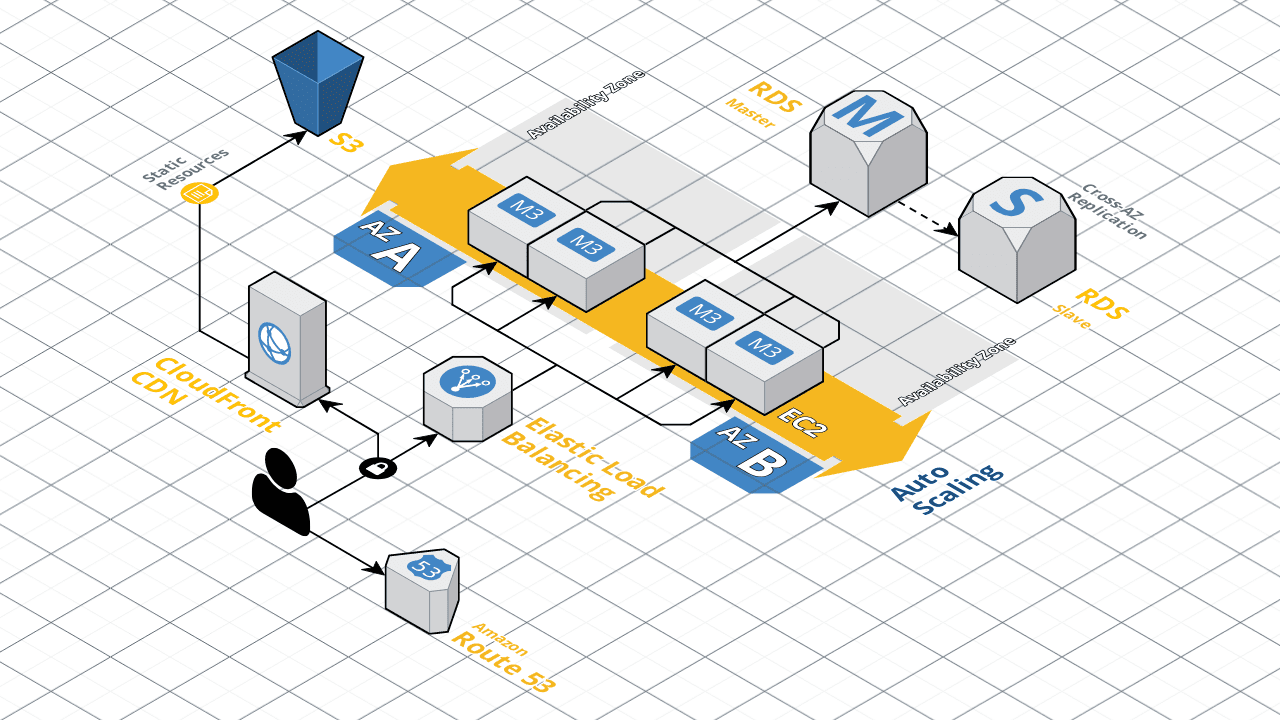 Availability Zone
RDS
Master
M
S3
Static
Resources
M3
M3
AZ
A
S
Cross-AZ
Replication
RDS
Slave
M3
M3
Availability Zone
CloudFront
CDN
EC2
AZ
B
Elastic Load
Balancing
Auto
Scaling
53
Amazon
Route 53